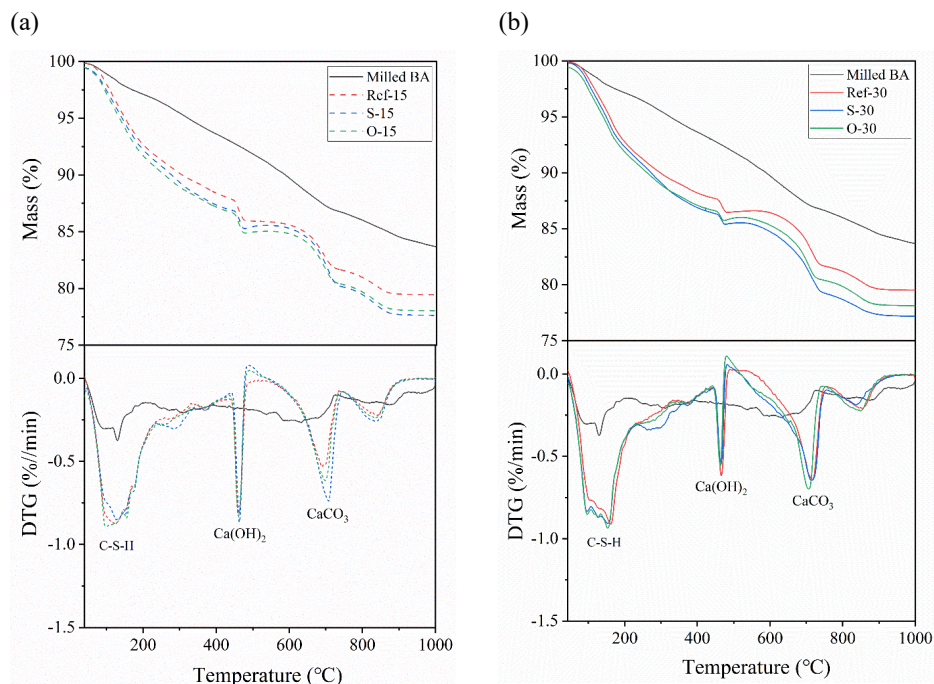 (a)
(b)
100
95
90
85
80
75
Mass (%)
Milled BA
Ref-15
S-15
O-15
0.0
-0.5
-1.0
-1.5
DTG (%//min)
C-S-H
Ca(OH)2
CaCO3
200
400
600
800
1000
Temperature (℃)
100
95
90
85
80
75
Mass (%)
Milled BA
Ref-30
S-30
O-30
0.0
-0.5
-1.0
-1.5
DTG (%/min)
C-S-H
Ca(OH)2
CaCO3
200
400
600
800
1000
Temperature (℃)